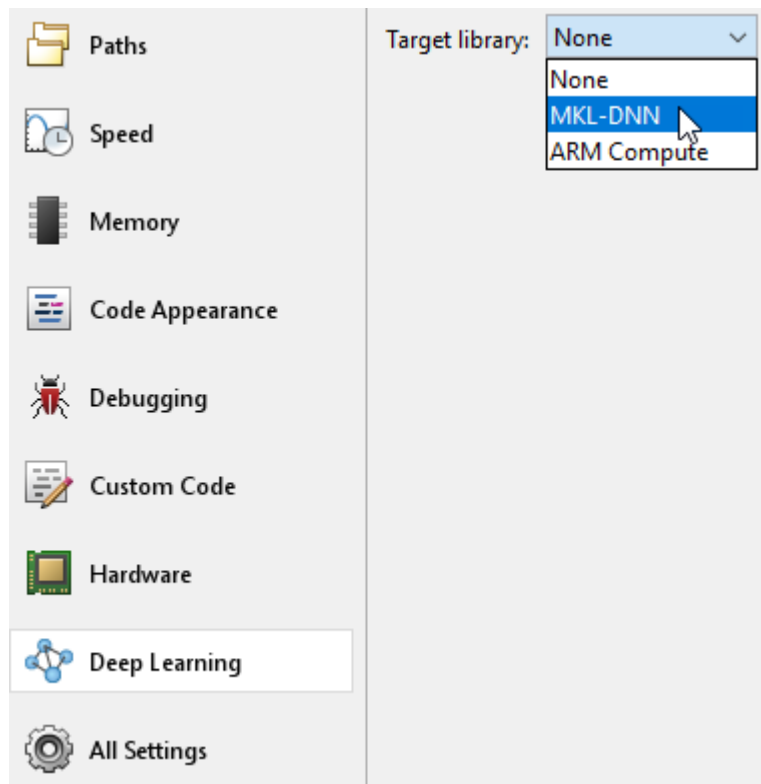 Paths
Speed
Memory
Code Appearance
Debugging
Custom Code
Hardware
Deep Learning
All Settings
Target library: None
None
MKL-DNN
ARM Compute